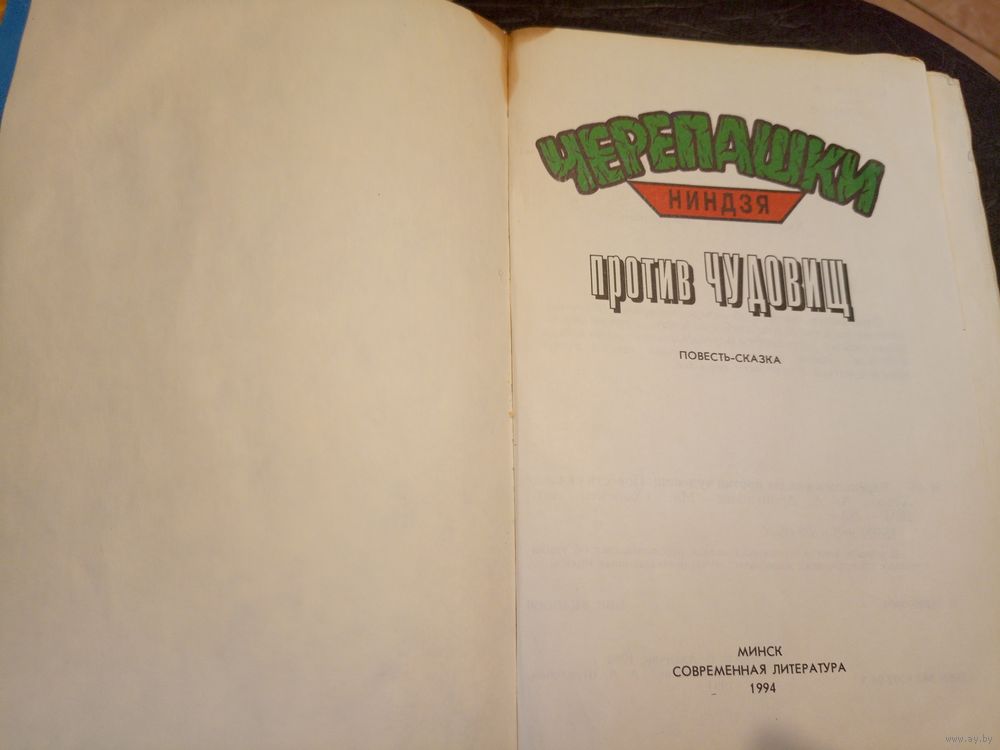 ЧЕРЕПАШКИ
НИНДЗЯ
против ЧУДОВИЩ
ПОВЕСТЬ-СКАЗКА
МИНСК
СОВРЕМЕННАЯ ЛИТЕРАТУРА
1994
www.ay.by